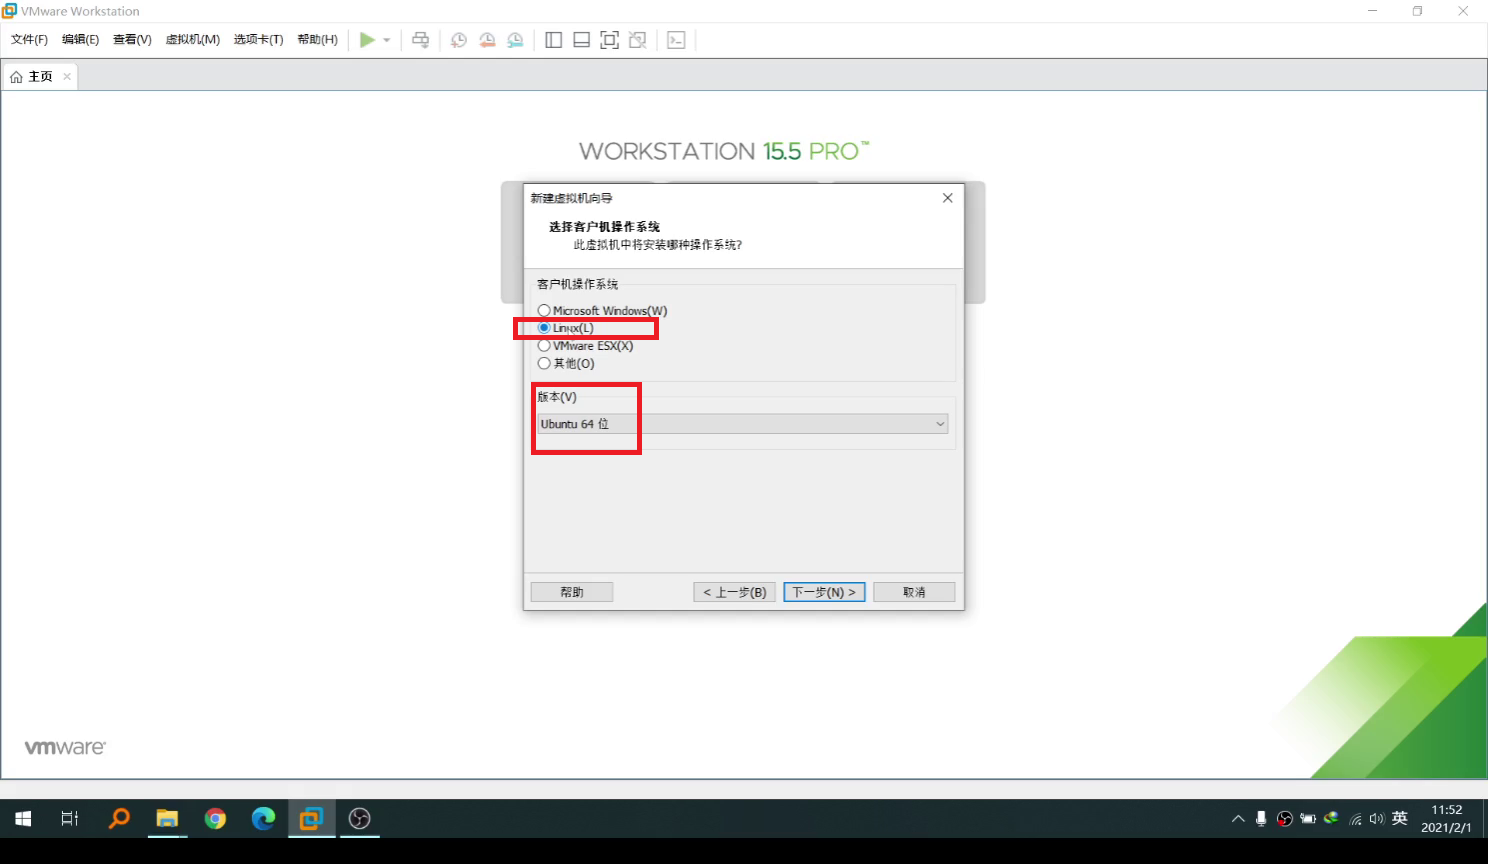 VMware Workstation
文件(F) 编辑(E) 查看(V) 虚拟机(M) 选项卡(T) 帮助(H)
主页
WORKSTATION 15.5 PRO™
新建虚拟机向导
选择客户机操作系统
此虚拟机中将安装哪种操作系统?
客户机操作系统
Microsoft Windows(W)
Linux(L)
VMware ESX(X)
其他(O)
版本(V)
Ubuntu 64 位
帮助 < 上一步(B) 下一步(N) > 取消
vmware
英 11:52
2021/2/1